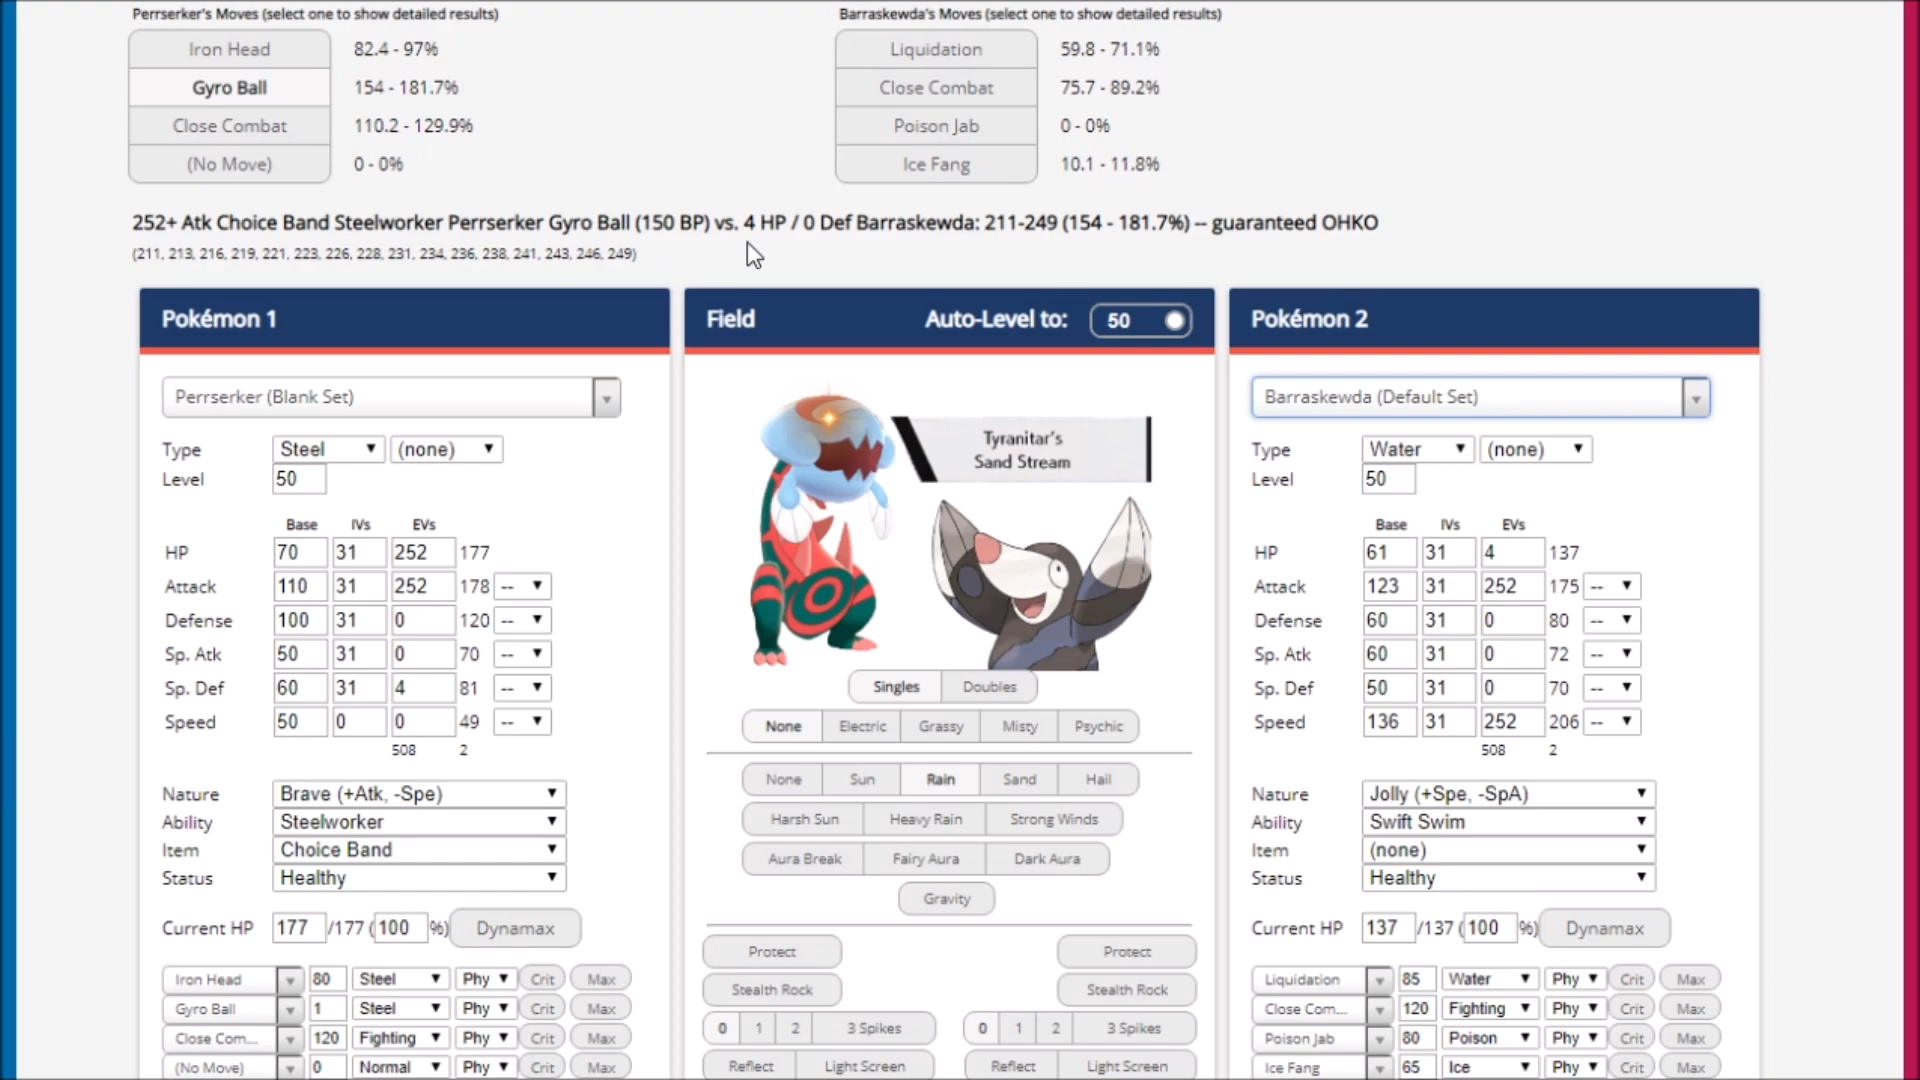 Perrserker's Moves (select one to show detailed results)
Iron Head 82.4 - 97%
Gyro Ball 154 - 181.7%
Close Combat 110.2 - 129.9%
(No Move) 0 - 0%
Barraskewda's Moves (select one to show detailed results)
Liquidation 59.8 - 71.1%
Close Combat 75.7 - 89.2%
Poison Jab 0 - 0%
Ice Fang 10.1 - 11.8%
252+ Atk Choice Band Steelworker Perrserker Gyro Ball (150 BP) vs. 4 HP / 0 Def Barraskewda: 211-249 (154 - 181.7%) -- guaranteed OHKO
(211, 213, 216, 219, 221, 223, 226, 228, 231, 234, 236, 238, 241, 243, 246, 249)
Pokémon 1
Perrserker (Blank Set)
Type Steel (none)
Level 50
Base IVs EVs
HP 70 31 252 177
Attack 110 31 252 178 --
Defense 100 31 0 120 --
Sp. Atk 50 31 0 70 --
Sp. Def 60 31 4 81 --
Speed 50 0 0 49 --
508 2
Nature Brave (+Atk, -Spe)
Ability Steelworker
Item Choice Band
Status Healthy
Current HP 177 /177 (100 %) Dynamax
Iron Head 80 Steel Phy Crit Max
Gyro Ball 1 Steel Phy Crit Max
Close Com... 120 Fighting Phy Crit Max
(No Move) 0 Normal Phy Crit Max
Field Auto-Level to: 50
Tyranitar's
Sand Stream
Singles Doubles
None Electric Grassy Misty Psychic
None Sun Rain Sand Hail
Harsh Sun Heavy Rain Strong Winds
Aura Break Fairy Aura Dark Aura
Gravity
Protect Protect
Stealth Rock Stealth Rock
0 1 2 3 Spikes 0 1 2 3 Spikes
Reflect Light Screen Reflect Light Screen
Pokémon 2
Barraskewda (Default Set)
Type Water (none)
Level 50
Base IVs EVs
HP 61 31 4 137
Attack 123 31 252 175 --
Defense 60 31 0 80 --
Sp. Atk 60 31 0 72 --
Sp. Def 50 31 0 70 --
Speed 136 31 252 206 --
508 2
Nature Jolly (+Spe, -SpA)
Ability Swift Swim
Item (none)
Status Healthy
Current HP 137 /137 (100 %) Dynamax
Liquidation 85 Water Phy Crit Max
Close Com... 120 Fighting Phy Crit Max
Poison Jab 80 Poison Phy Crit Max
Ice Fang 65 Ice Phy Crit Max